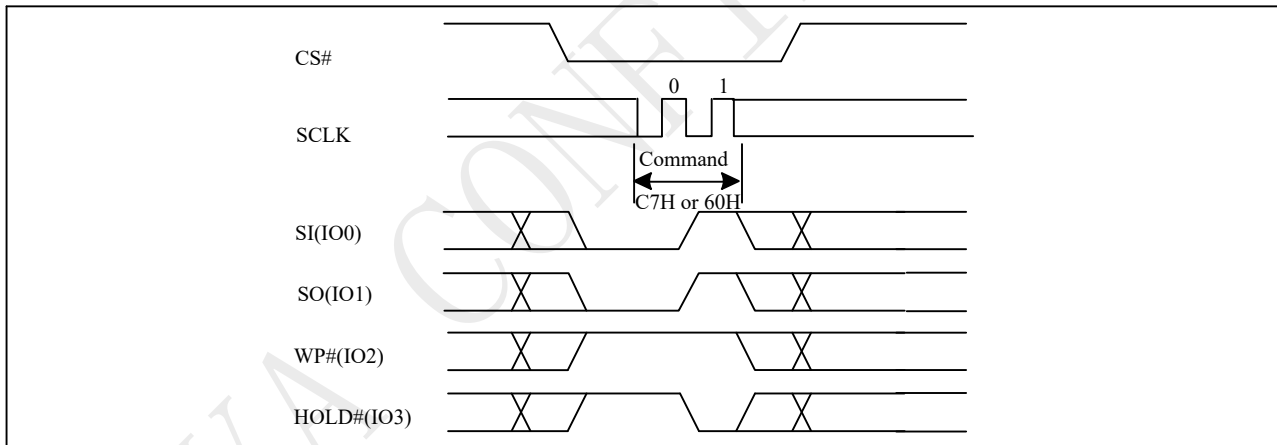 CS#
0 1
SCLK
Command
C7H or 60H
SI(IO0)
SO(IO1)
WP#(IO2)
HOLD#(IO3)